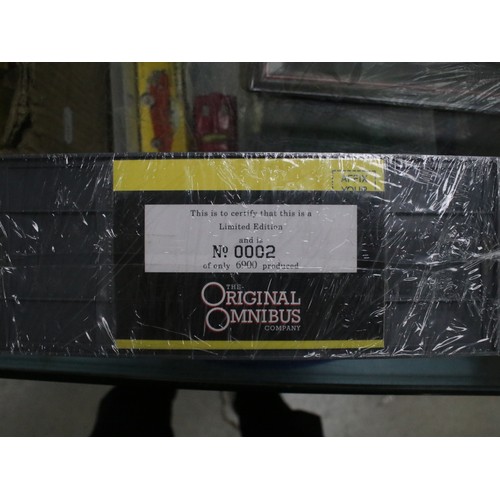 This is to certify that this is a
Limited Edition
and is
No 0002
of only 6900 produced
THE
ORIGINAL
OMNIBUS
COMPANY